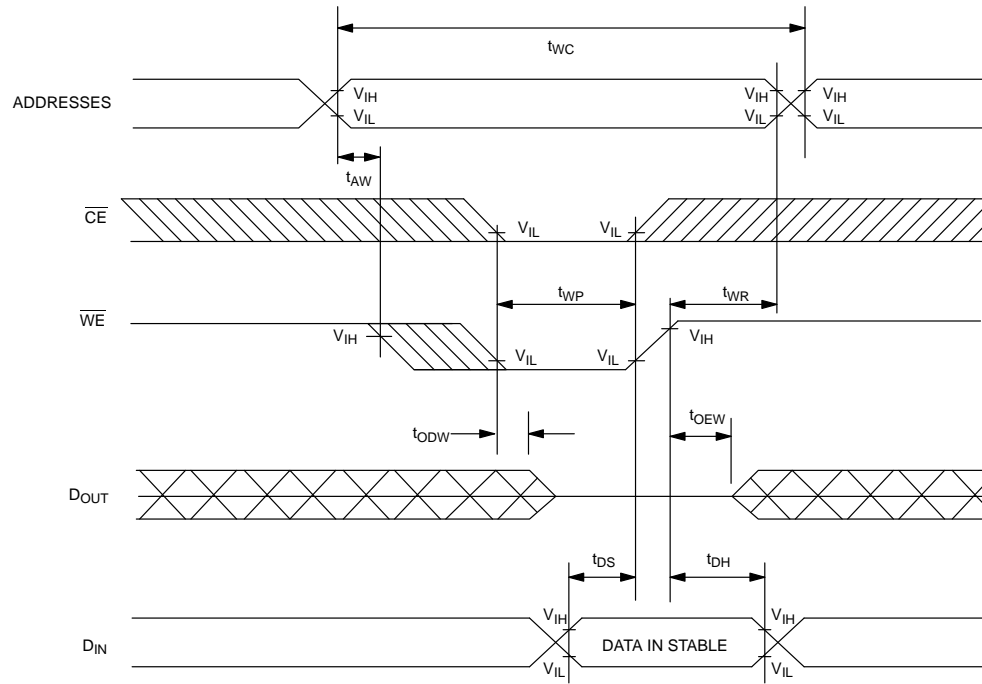 tWC
ADDRESSES
VIH
VIL
VIH
VIL
VIH
VIL
tAW
CE
VIL
VIL
tWP
tWR
WE
VIH
VIL
VIL
VIH
tODW
tOEW
DOUT
tDS
tDH
DIN
VIH
VIL
DATA IN STABLE
VIH
VIL